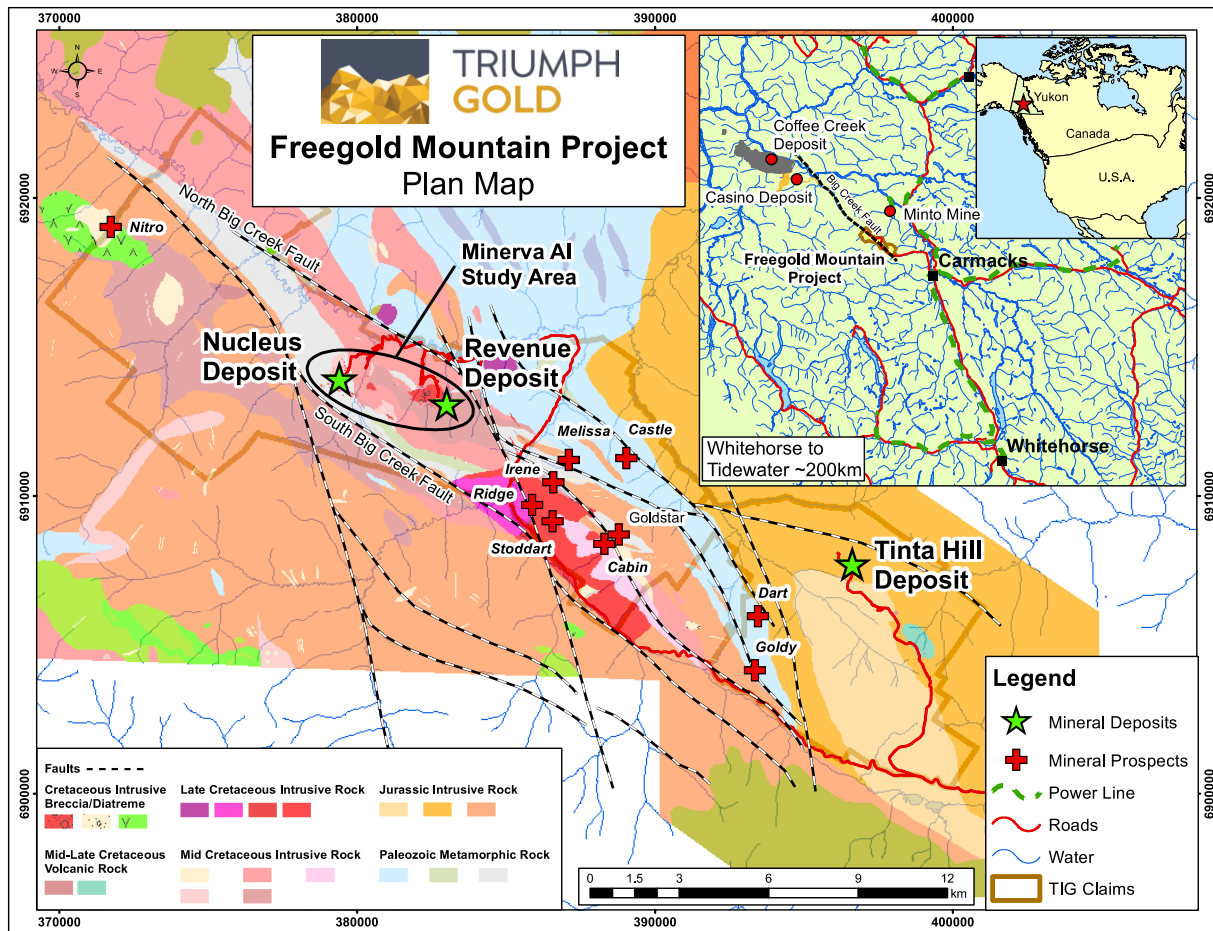 370000
380000
390000
400000
N
W
E
S
TRIUMPH
GOLD
Freegold Mountain Project
Plan Map
Yukon
Canada
U.S.A.
Coffee Creek
Deposit
Casino Deposit
Big Creek Fault
Minto Mine
Freegold Mountain
Project
Carmacks
Whitehorse
Whitehorse to
Tidewater ~200km
6920000
6920000
North Big Creek Fault
Nitro
Minerva AI
Study Area
Nucleus
Deposit
Revenue
Deposit
South Big Creek Fault
Melissa
Castle
Irene
Ridge
Goldstar
Stoddart
Cabin
6910000
6910000
Tinta Hill
Deposit
Dart
Goldy
6900000
6900000
Legend
Mineral Deposits
Mineral Prospects
Power Line
Roads
Water
TIG Claims
Faults
Cretaceous Intrusive
Breccia/Diatreme
Late Cretaceous Intrusive Rock
Jurassic Intrusive Rock
Mid-Late Cretaceous
Volcanic Rock
Mid Cretaceous Intrusive Rock
Paleozoic Metamorphic Rock
0 1.5 3 6 9 12
km
370000
380000
390000
400000